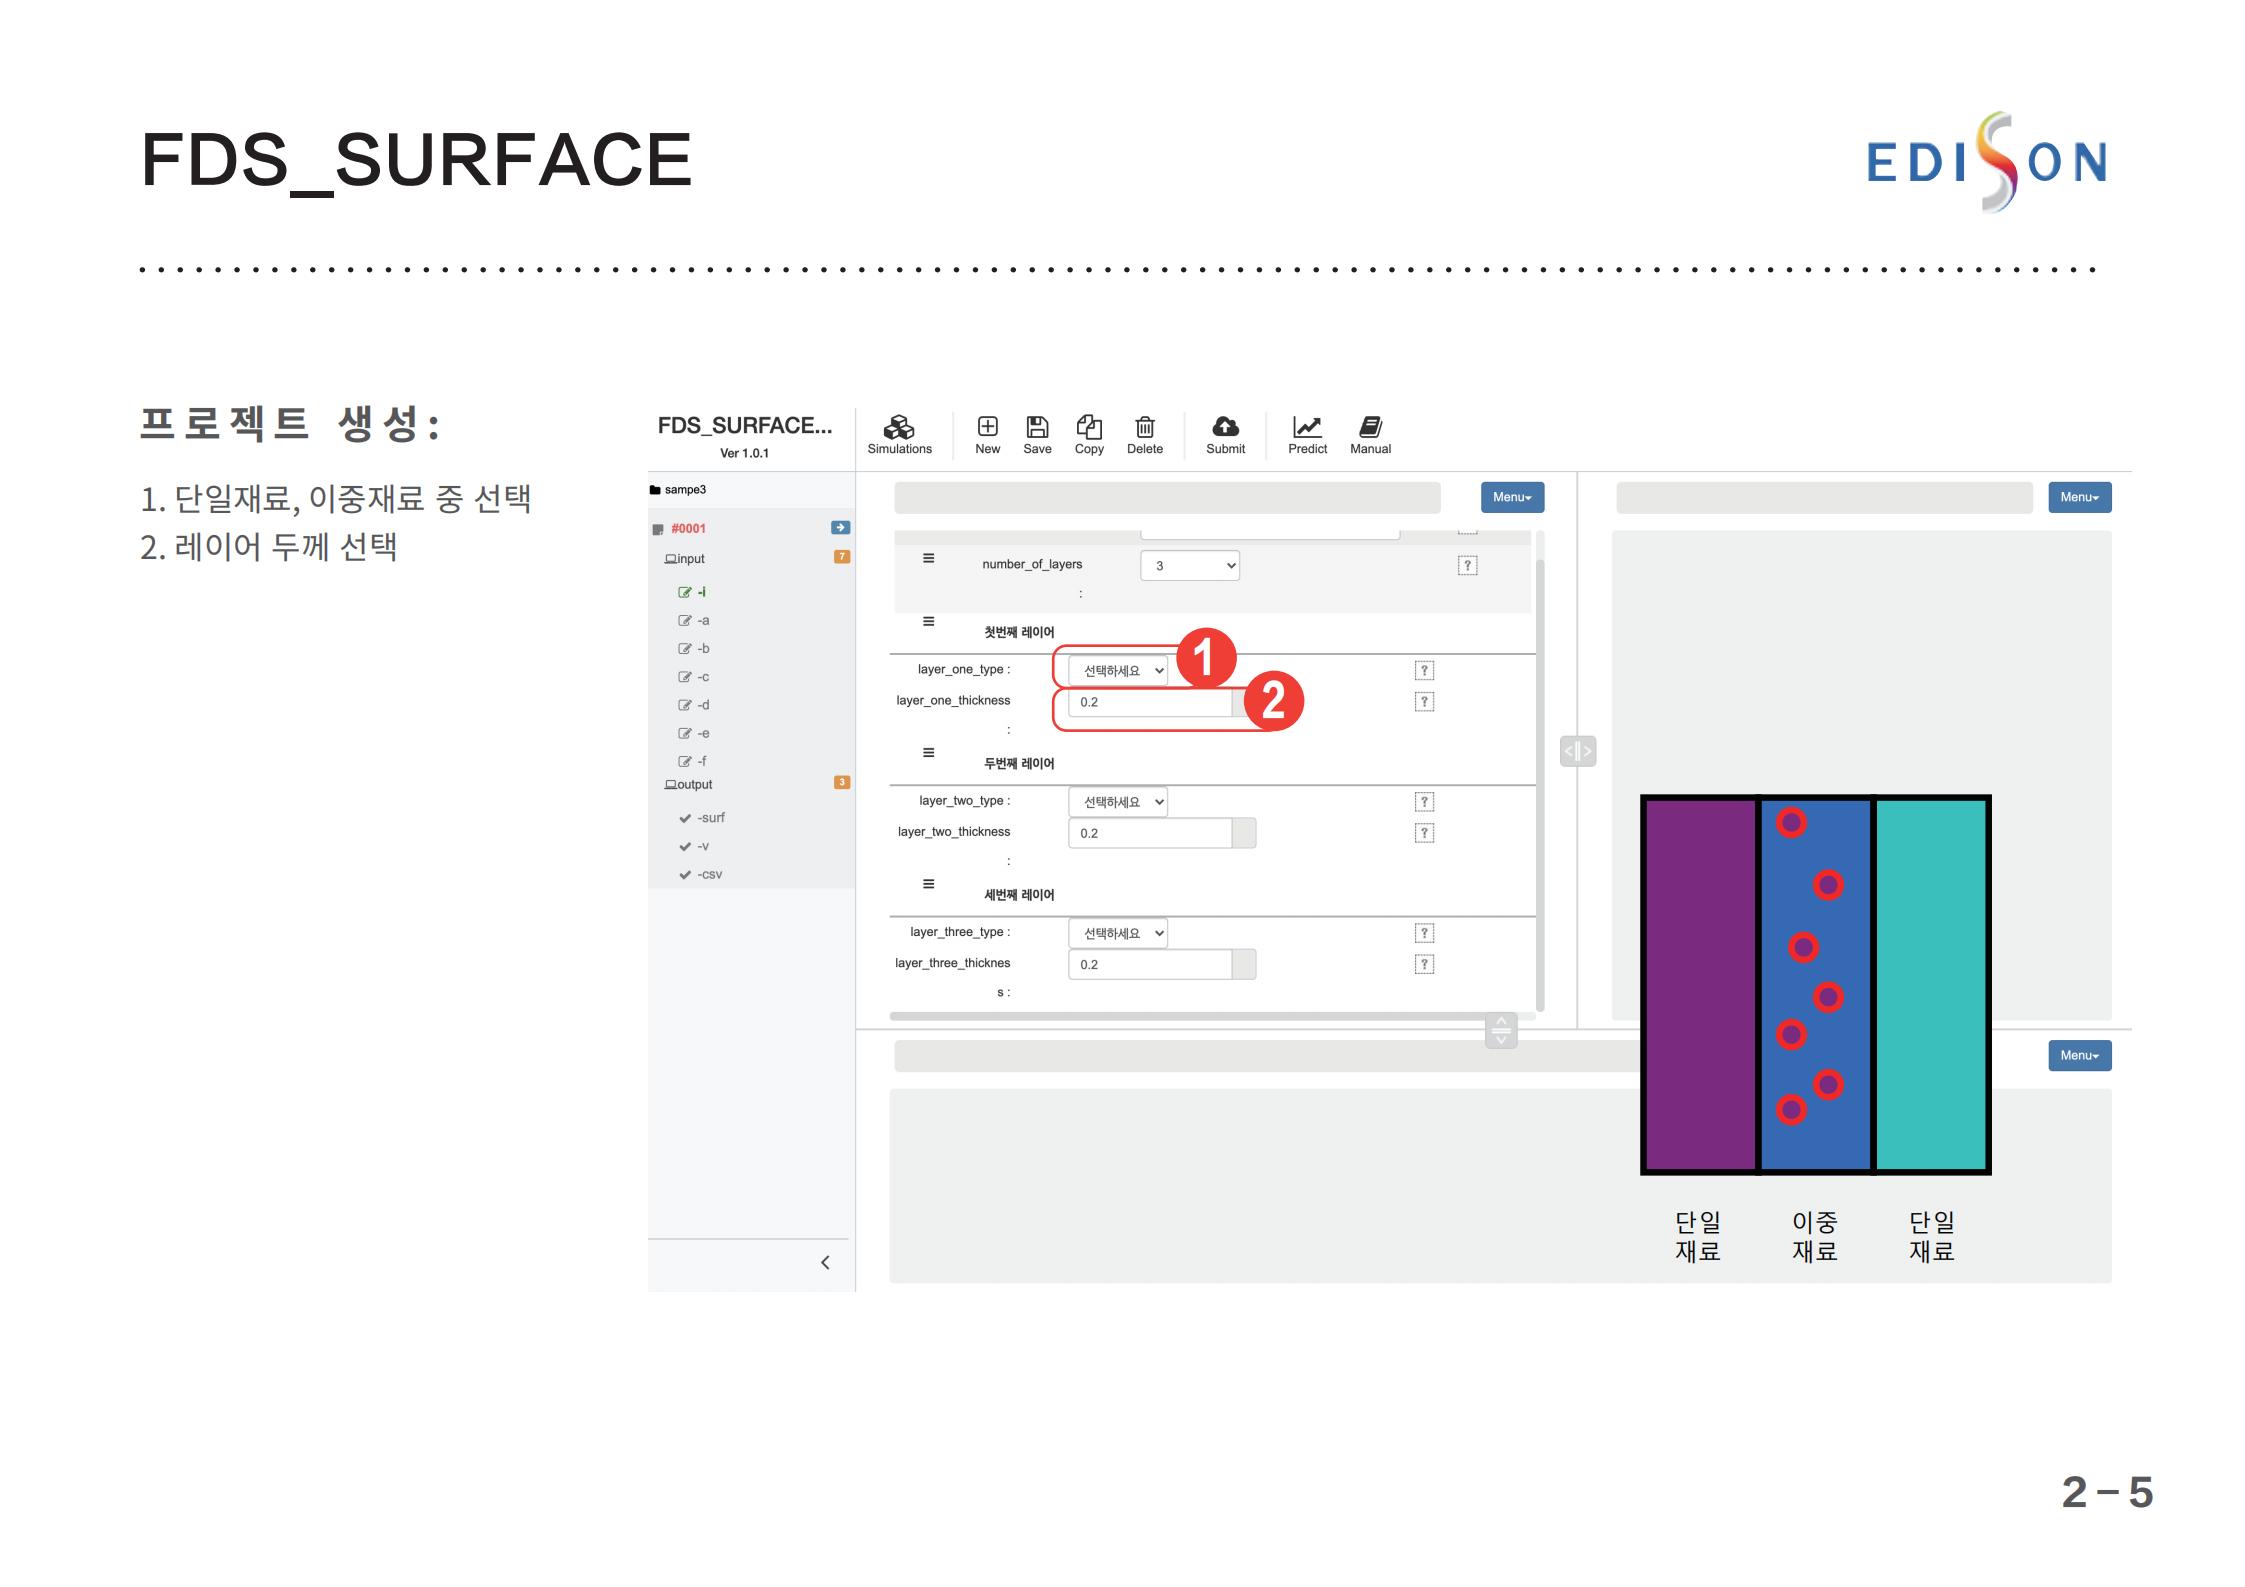 FDS_SURFACE
EDISON
프로젝트 생성:
1. 단일재료, 이중재료 중 선택
2. 레이어 두께 선택
FDS_SURFACE...
Ver 1.0.1
Simulations
New
Save
Copy
Delete
Submit
Predict
Manual
sampe3
#0001
input
7
-i
-a
-b
-c
-d
-e
-f
output
3
-surf
-v
-csv
Menu
Menu
number_of_layers
:
3
?
첫번째 레이어
layer_one_type :
선택하세요
1
?
layer_one_thickness
:
0.2
2
?
두번째 레이어
layer_two_type :
선택하세요
?
layer_two_thickness
:
0.2
?
세번째 레이어
layer_three_type :
선택하세요
?
layer_three_thicknes
s :
0.2
?
Menu
단일
재료
이중
재료
단일
재료
2-5